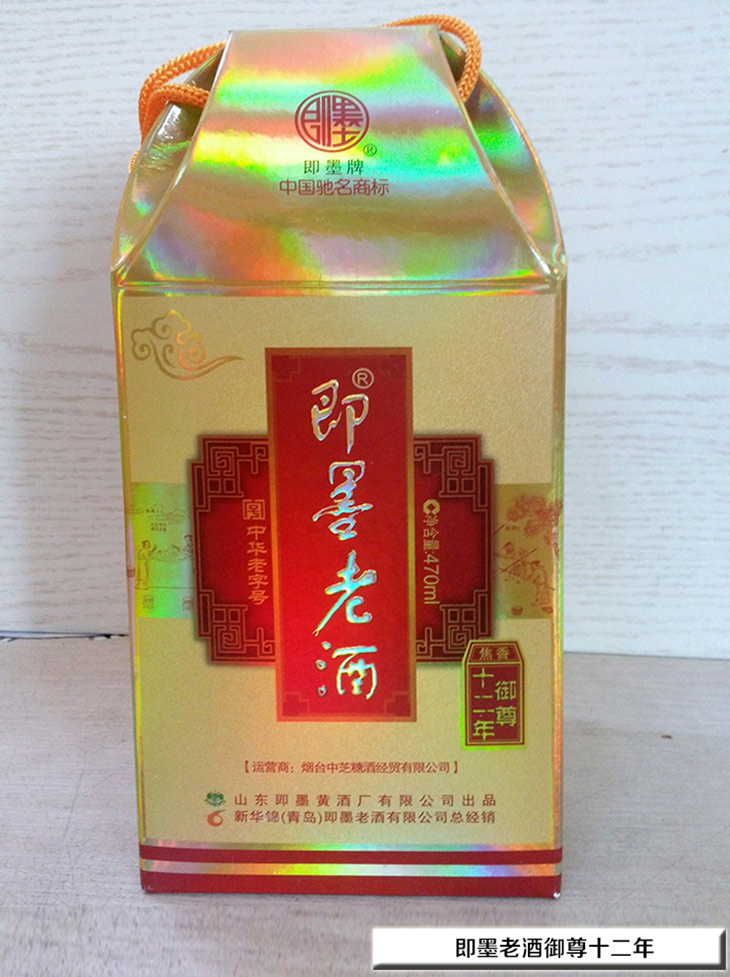 即墨
®
即墨牌
中国驰名商标
即墨老酒®
中华老字号
C净含量470ml
焦香
御尊
十二年
【运营商：烟台中芝糖酒经贸有限公司】
山东即墨黄酒厂有限公司出品
新华锦(青岛)即墨老酒有限公司总经销
即墨老酒御尊十二年